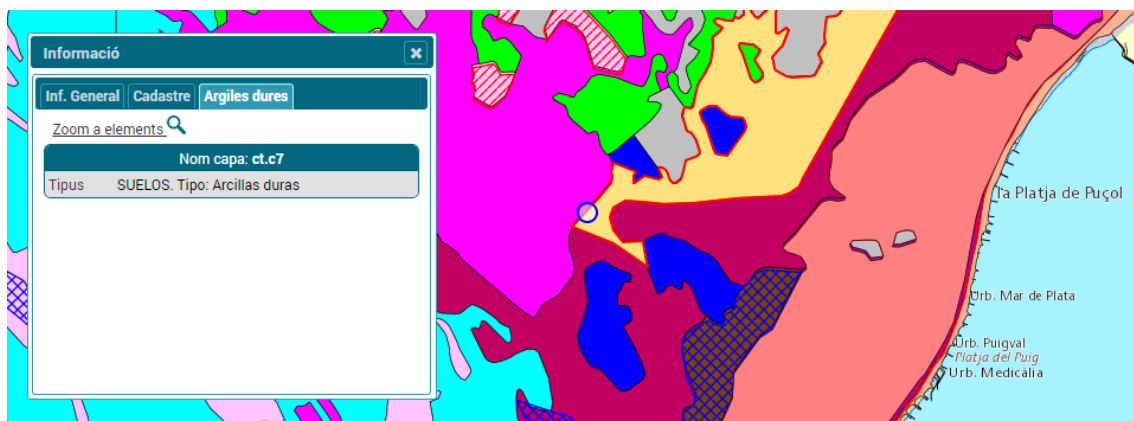 Informació
Inf. General Cadastre Argiles dures
Zoom a elements
Nom capa: ct.c7
Tipus SUELOS. Tipo: Arcillas duras
la Platja de Puçol
Urb. Mar de Plata
Urb. Puigval
Platja del Puig
Urb. Medicàlia